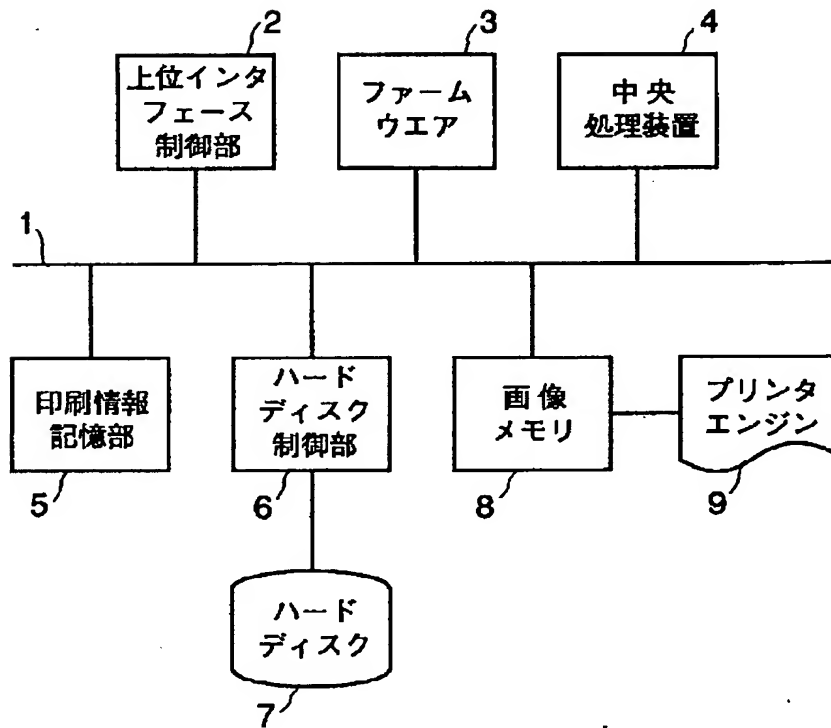 2
3
4
上位インタ
フェース
制御部
ファーム
ウエア
中央
処理装置
1
印刷情報
記憶部
ハード
ディスク
制御部
画像
メモリ
プリンタ
エンジン
5
6
8
9
ハード
ディスク
7